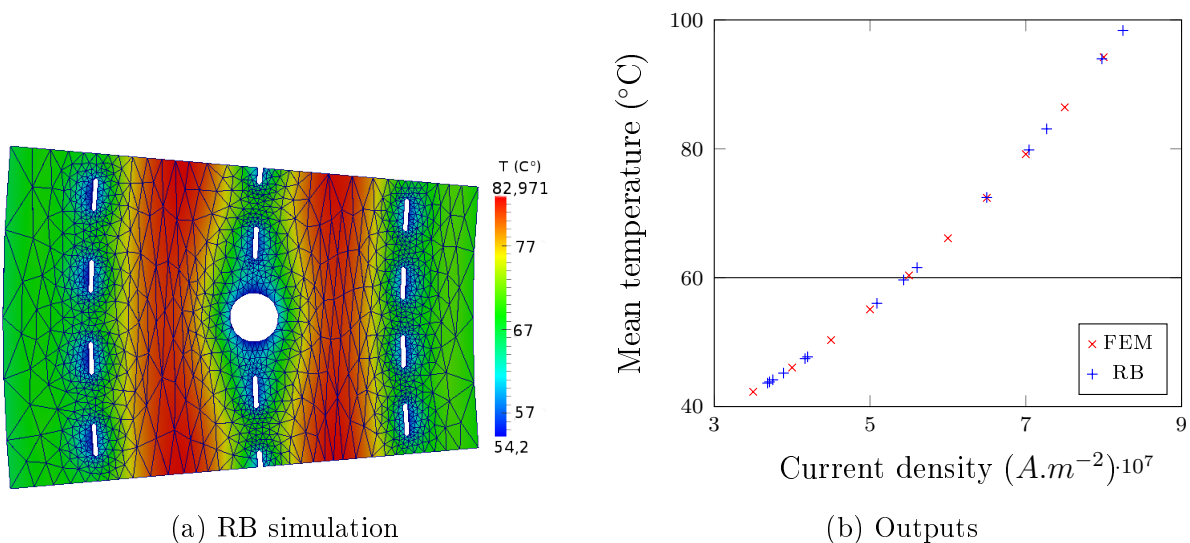 T (C°)
82,971
77
67
57
54,2
(a) RB simulation
100
80
60
40
3 5 7 9
Mean temperature (°C)
FEM
RB
Current density (A.m⁻²)·10⁷
(b) Outputs